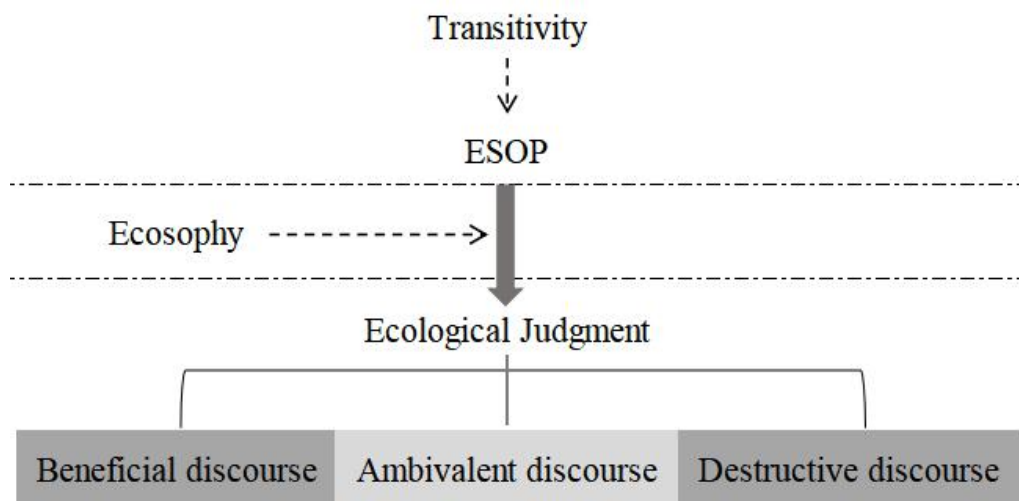 Transitivity
ESOP
Ecosophy
Ecological Judgment
Beneficial discourse
Ambivalent discourse
Destructive discourse